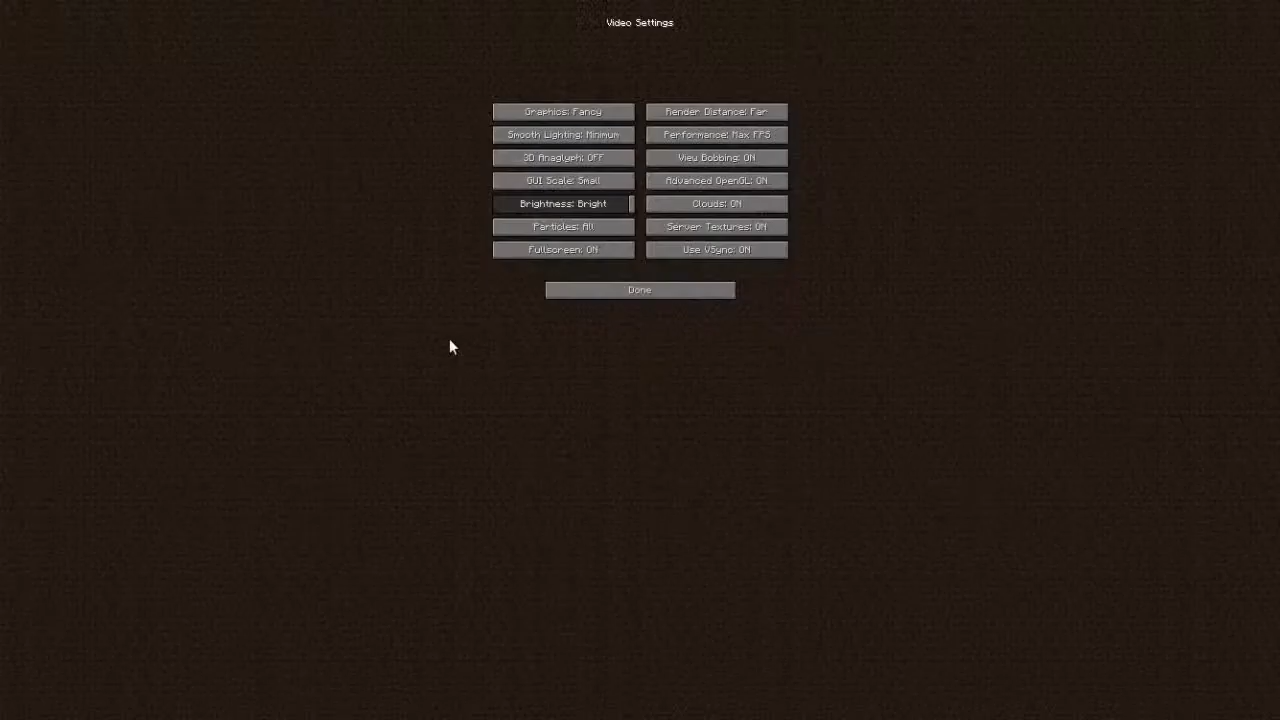 Video Settings
Graphics: Fancy
Render Distance: Far
Smooth Lighting: Minimum
Performance: Max FPS
3D Anaglyph: OFF
View Bobbing: ON
GUI Scale: Small
Advanced OpenGL: ON
Brightness: Bright
Clouds: ON
Particles: All
Server Textures: ON
Fullscreen: ON
Use VSync: ON
Done